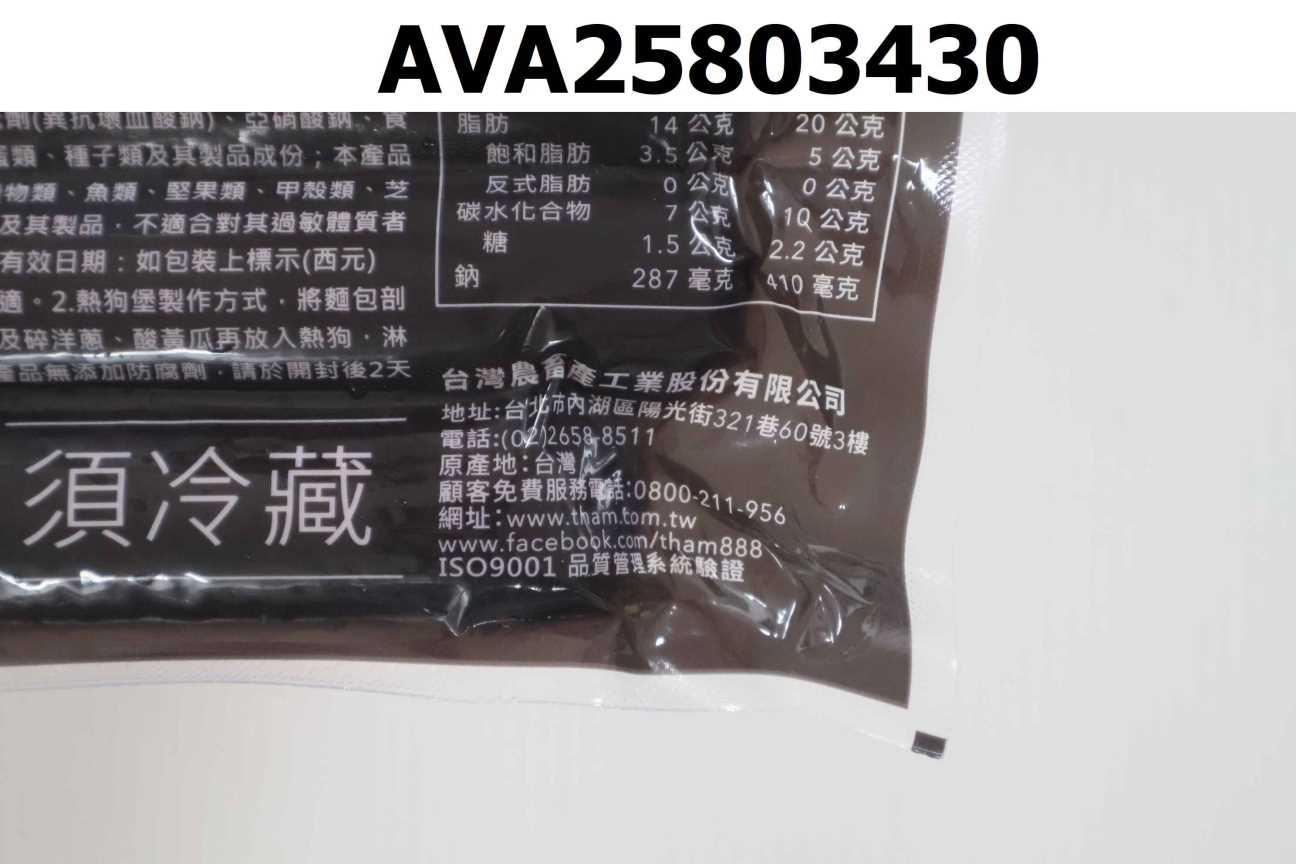 AVA25803430
劑(異抗壞血酸鈉)、亞硝酸鈉、食
類、種子類及其製品成份；本產品
物類、魚類、堅果類、甲殼類、芝
及其製品，不適合對其過敏體質者
有效日期：如包裝上標示(西元)
適。2.熱狗堡製作方式，將麵包剖
及碎洋蔥、酸黃瓜再放入熱狗，淋
產品無添加防腐劑，請於開封後2天
須冷藏
脂肪 14 公克 20 公克
飽和脂肪 3.5 公克 5 公克
反式脂肪 0 公克 0 公克
碳水化合物 7 公克 10 公克
糖 1.5 公克 2.2 公克
鈉 287 毫克 410 毫克
台灣農畜產工業股份有限公司
地址:台北市內湖區陽光街321巷60號3樓
電話:(02)2658-8511
原產地:台灣
顧客免費服務電話:0800-211-956
網址:www.tham.com.tw
www.facebook.com/tham888
ISO9001 品質管理系統驗證